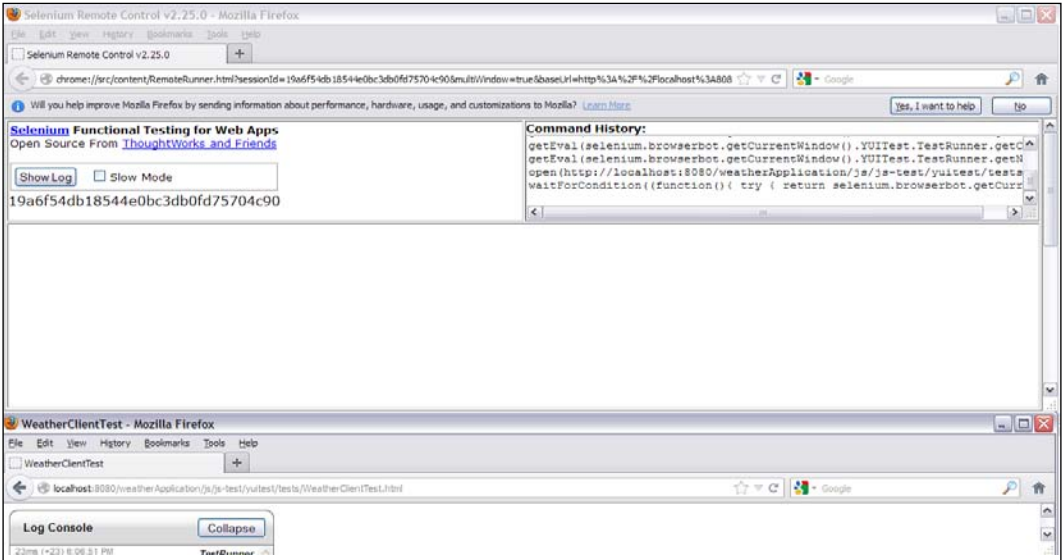 Selenium Remote Control v2.25.0 - Mozilla Firefox
File Edit View History Bookmarks Tools Help
Selenium Remote Control v2.25.0 +
chrome://src/content/RemoteRunner.html?sessionId=19a6f54db18544e0bc3db0fd75704c90&multiWindow=true&baseUrl=http%3A%2F%2Flocalhost%3A808 Google
Will you help improve Mozilla Firefox by sending information about performance, hardware, usage, and customizations to Mozilla? Learn More Yes, I want to help No
Selenium Functional Testing for Web Apps
Open Source From ThoughtWorks and Friends
Show Log Slow Mode
19a6f54db18544e0bc3db0fd75704c90
Command History:
getEval(selenium.browserbot.getCurrentWindow().YUITest.TestRunner.getC
getEval(selenium.browserbot.getCurrentWindow().YUITest.TestRunner.getN
open(http://localhost:8080/weatherApplication/js/js-test/yuitest/tests
waitForCondition((function(){ try { return selenium.browserbot.getCurr
WeatherClientTest - Mozilla Firefox
File Edit View History Bookmarks Tools Help
WeatherClientTest +
localhost:8080/weatherApplication/js/js-test/yuitest/tests/WeatherClientTest.html Google
Log Console Collapse
23ms (+23) 6:06:51 PM TestRunner